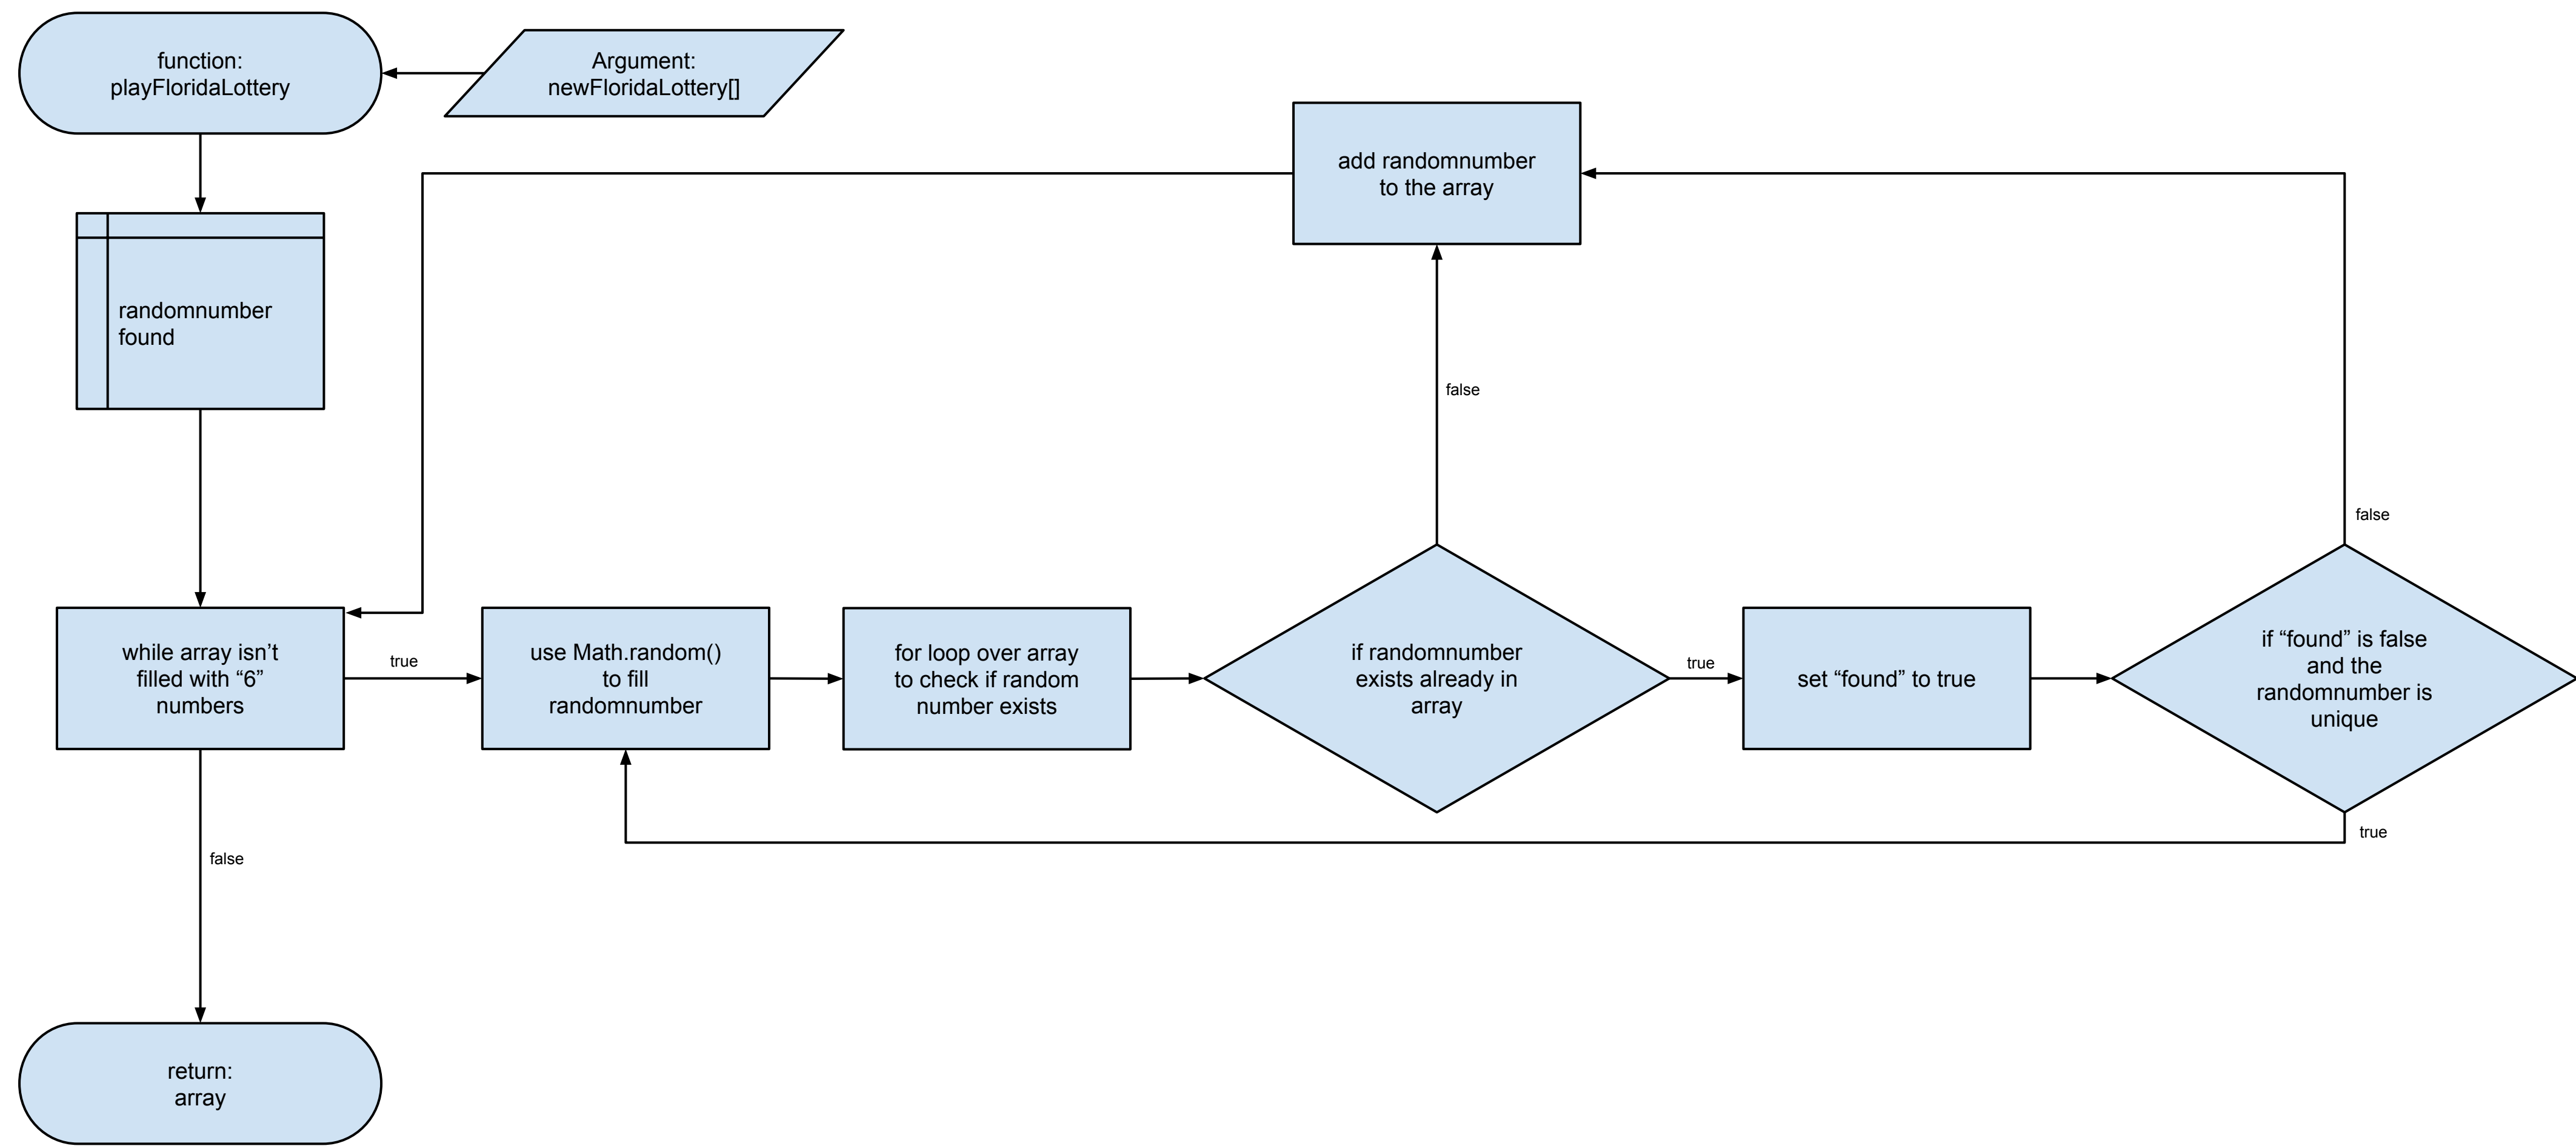 function:
playFloridaLottery
Argument:
newFloridaLottery[]
add randomnumber
to the array
randomnumber
found
false
false
while array isn’t
filled with “6”
numbers
true
use Math.random()
to fill
randomnumber
for loop over array
to check if random
number exists
if randomnumber
exists already in
array
true
set “found” to true
if “found” is false
and the
randomnumber is
unique
true
false
return:
array